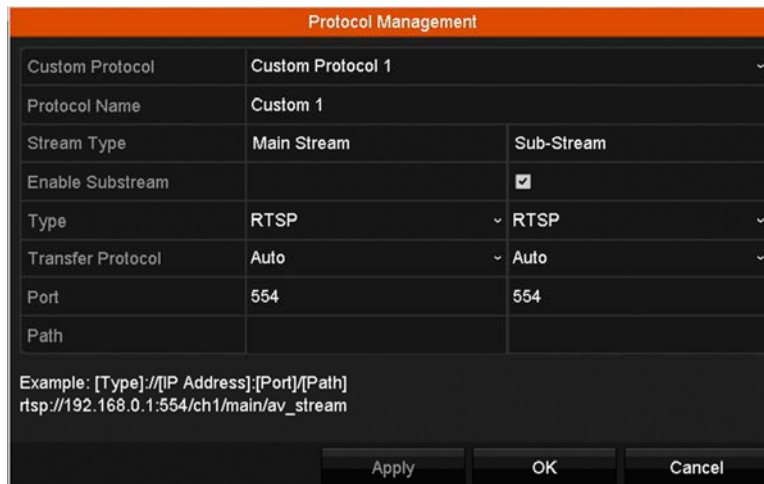 Protocol Management
Custom Protocol Custom Protocol 1
Protocol Name Custom 1
Stream Type Main Stream Sub-Stream
Enable Substream
Type RTSP RTSP
Transfer Protocol Auto Auto
Port 554 554
Path
Example: [Type]://[IP Address]:[Port]/[Path]
rtsp://192.168.0.1:554/ch1/main/av_stream
Apply OK Cancel